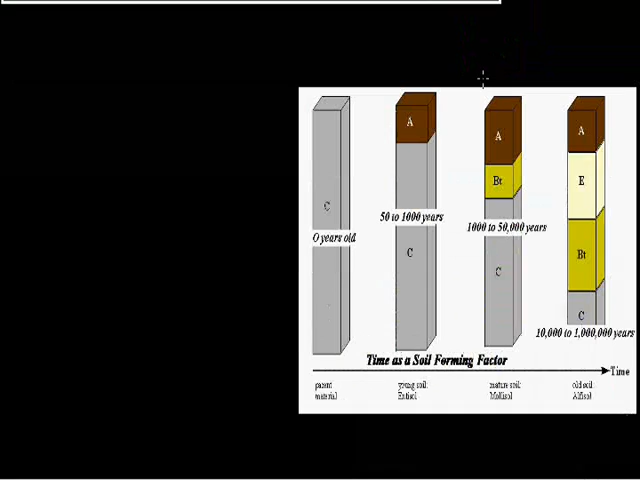 A
A
A
Bt
E
C
50 to 1000 years
1000 to 50,000 years
0 years old
C
C
Bt
C
10,000 to 1,000,000 years
Time as a Soil Forming Factor
Time
parent
material
young soil:
Entisol
mature soil:
Mollisol
old soil:
Alfisol